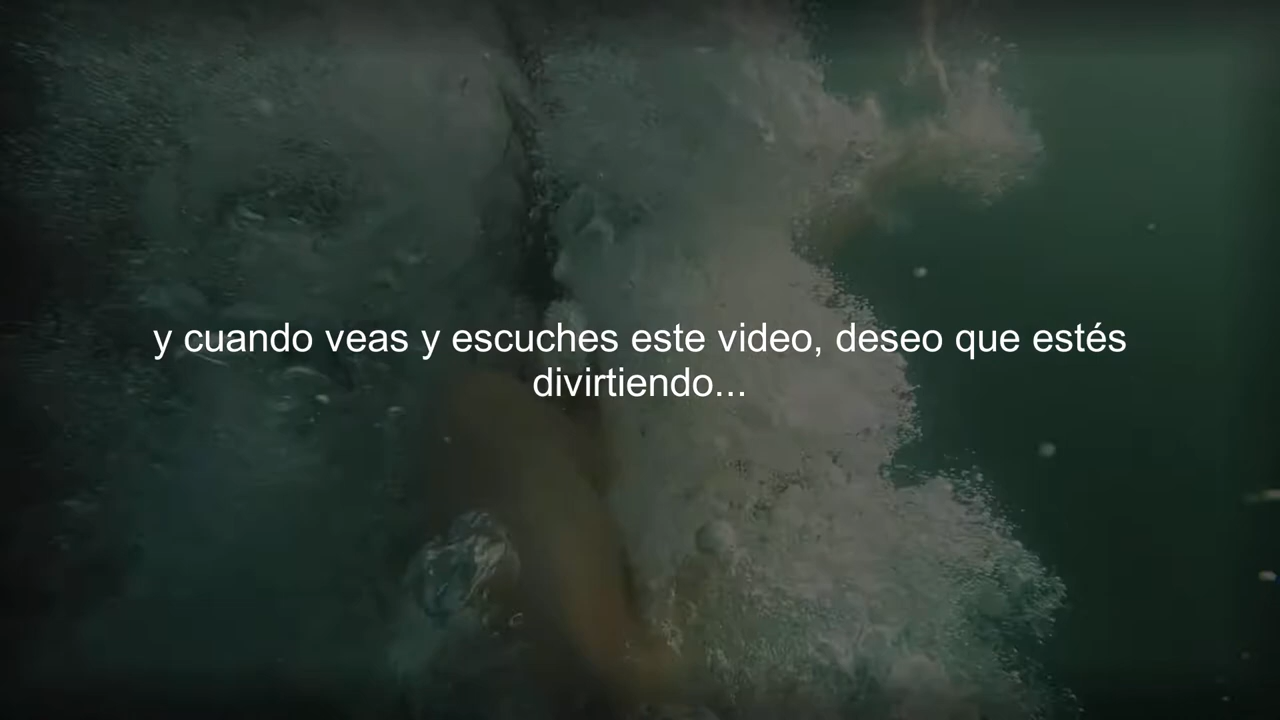 y cuando veas y escuches este video, deseo que estés
divirtiendo...